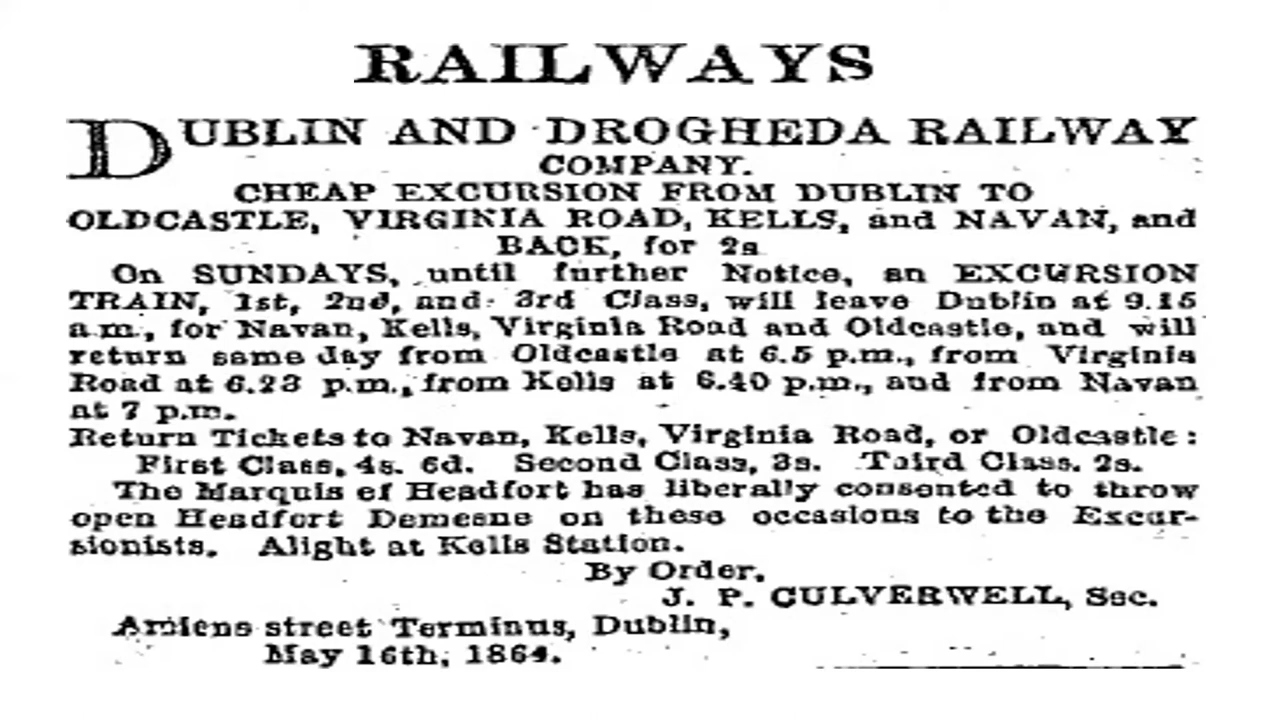 RAILWAYS
DUBLIN AND DROGHEDA RAILWAY
COMPANY.
CHEAP EXCURSION FROM DUBLIN TO
OLDCASTLE, VIRGINIA ROAD, KELLS, and NAVAN, and
BACK, for 2s
On SUNDAYS, until further Notice, an EXCURSION
TRAIN, 1st, 2nd, and 3rd Class, will leave Dublin at 9.15
a.m., for Navan, Kells, Virginia Road and Oldcastle, and will
return same day from Oldcastle at 6.5 p.m., from Virginia
Road at 6.23 p.m., from Kells at 6.40 p.m., and from Navan
at 7 p.m.
Return Tickets to Navan, Kells, Virginia Road, or Oldcastle:
First Class, 4s. 6d. Second Class, 3s. Third Class. 2s.
The Marquis of Headfort has liberally consented to throw
open Headfort Demesne on these occasions to the Excur-
sionists. Alight at Kells Station.
By Order,
J. P. CULVERWELL, Sec.
Amiens street Terminus, Dublin,
May 16th, 1864.